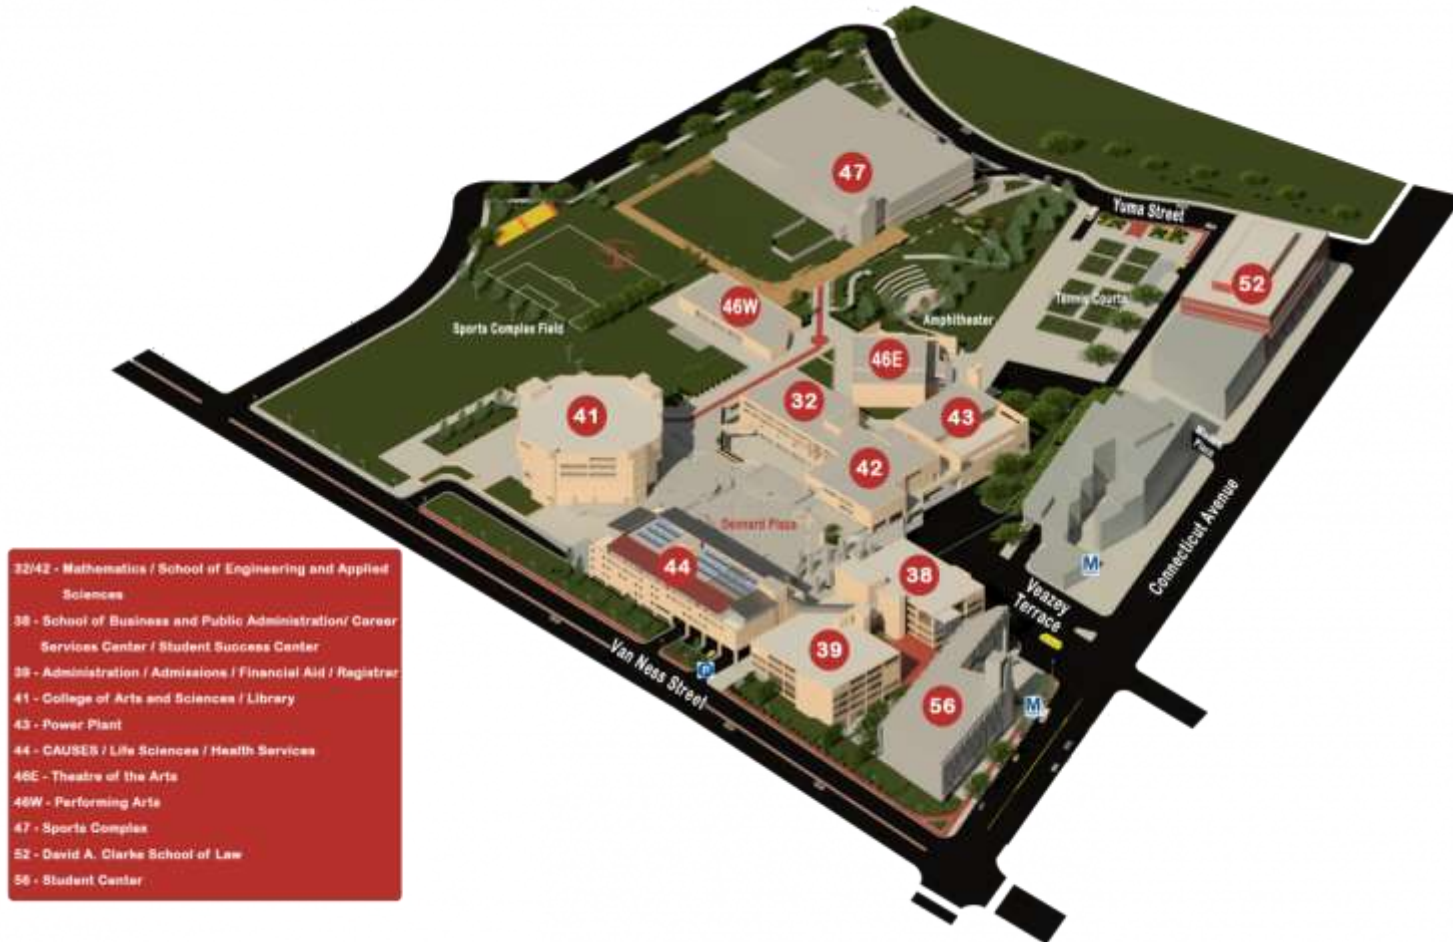 47
Yuma Street
52
46W
Tennis Courts
Sports Complex Field
Amphitheater
46E
41
32
43
42
Dennard Plaza
Connecticut Avenue
M
44
38
Veazey
Terrace
39
Van Ness Street
P
56
M
32/42 - Mathematics / School of Engineering and Applied
Sciences
38 - School of Business and Public Administration/ Career
Services Center / Student Success Center
39 - Administration / Admissions / Financial Aid / Registrar
41 - College of Arts and Sciences / Library
43 - Power Plant
44 - CAUSES / Life Sciences / Health Services
46E - Theatre of the Arts
46W - Performing Arts
47 - Sports Complex
52 - David A. Clarke School of Law
56 - Student Center